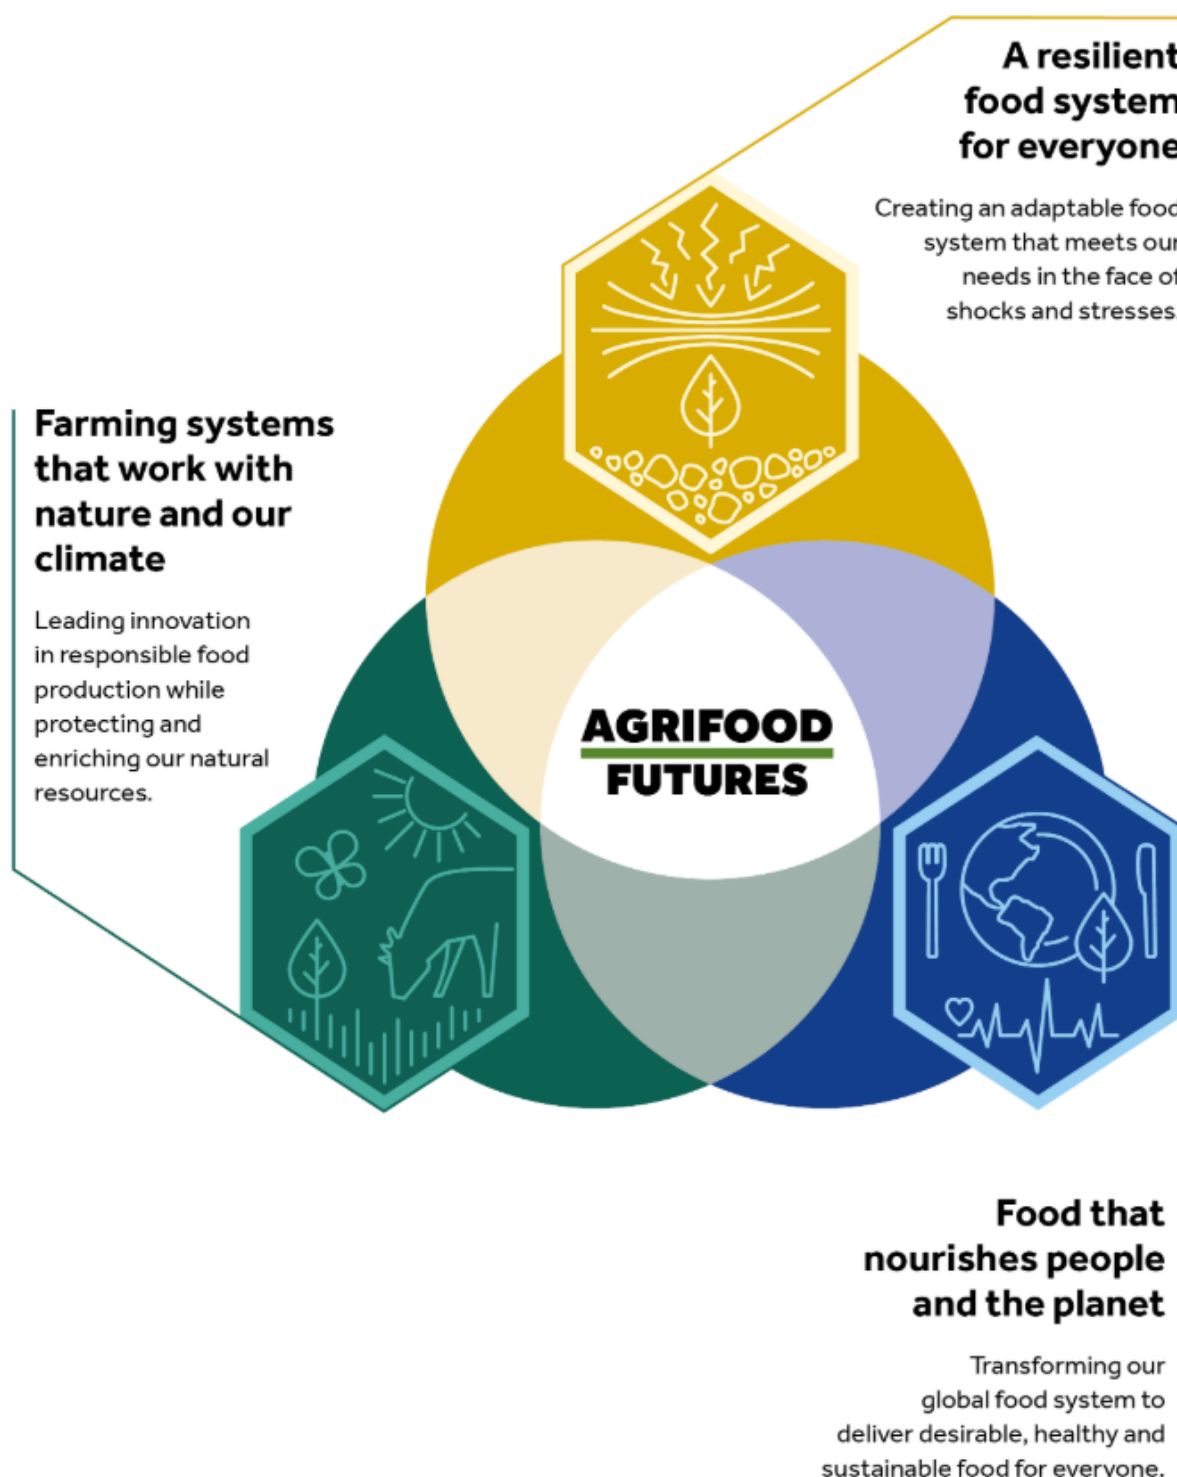 A resilient
food system
for everyone
Creating an adaptable food
system that meets our
needs in the face of
shocks and stresses.
Farming systems
that work with
nature and our
climate
Leading innovation
in responsible food
production while
protecting and
enriching our natural
resources.
AGRIFOOD
FUTURES
Food that
nourishes people
and the planet
Transforming our
global food system to
deliver desirable, healthy and
sustainable food for everyone.